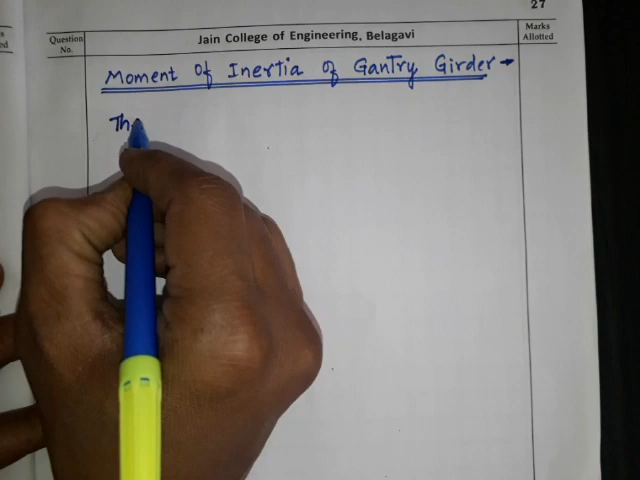 27
Question No.
Jain College of Engineering, Belagavi
Marks Allotted
Moment Of Inertia Of Gantry Girder →
Th